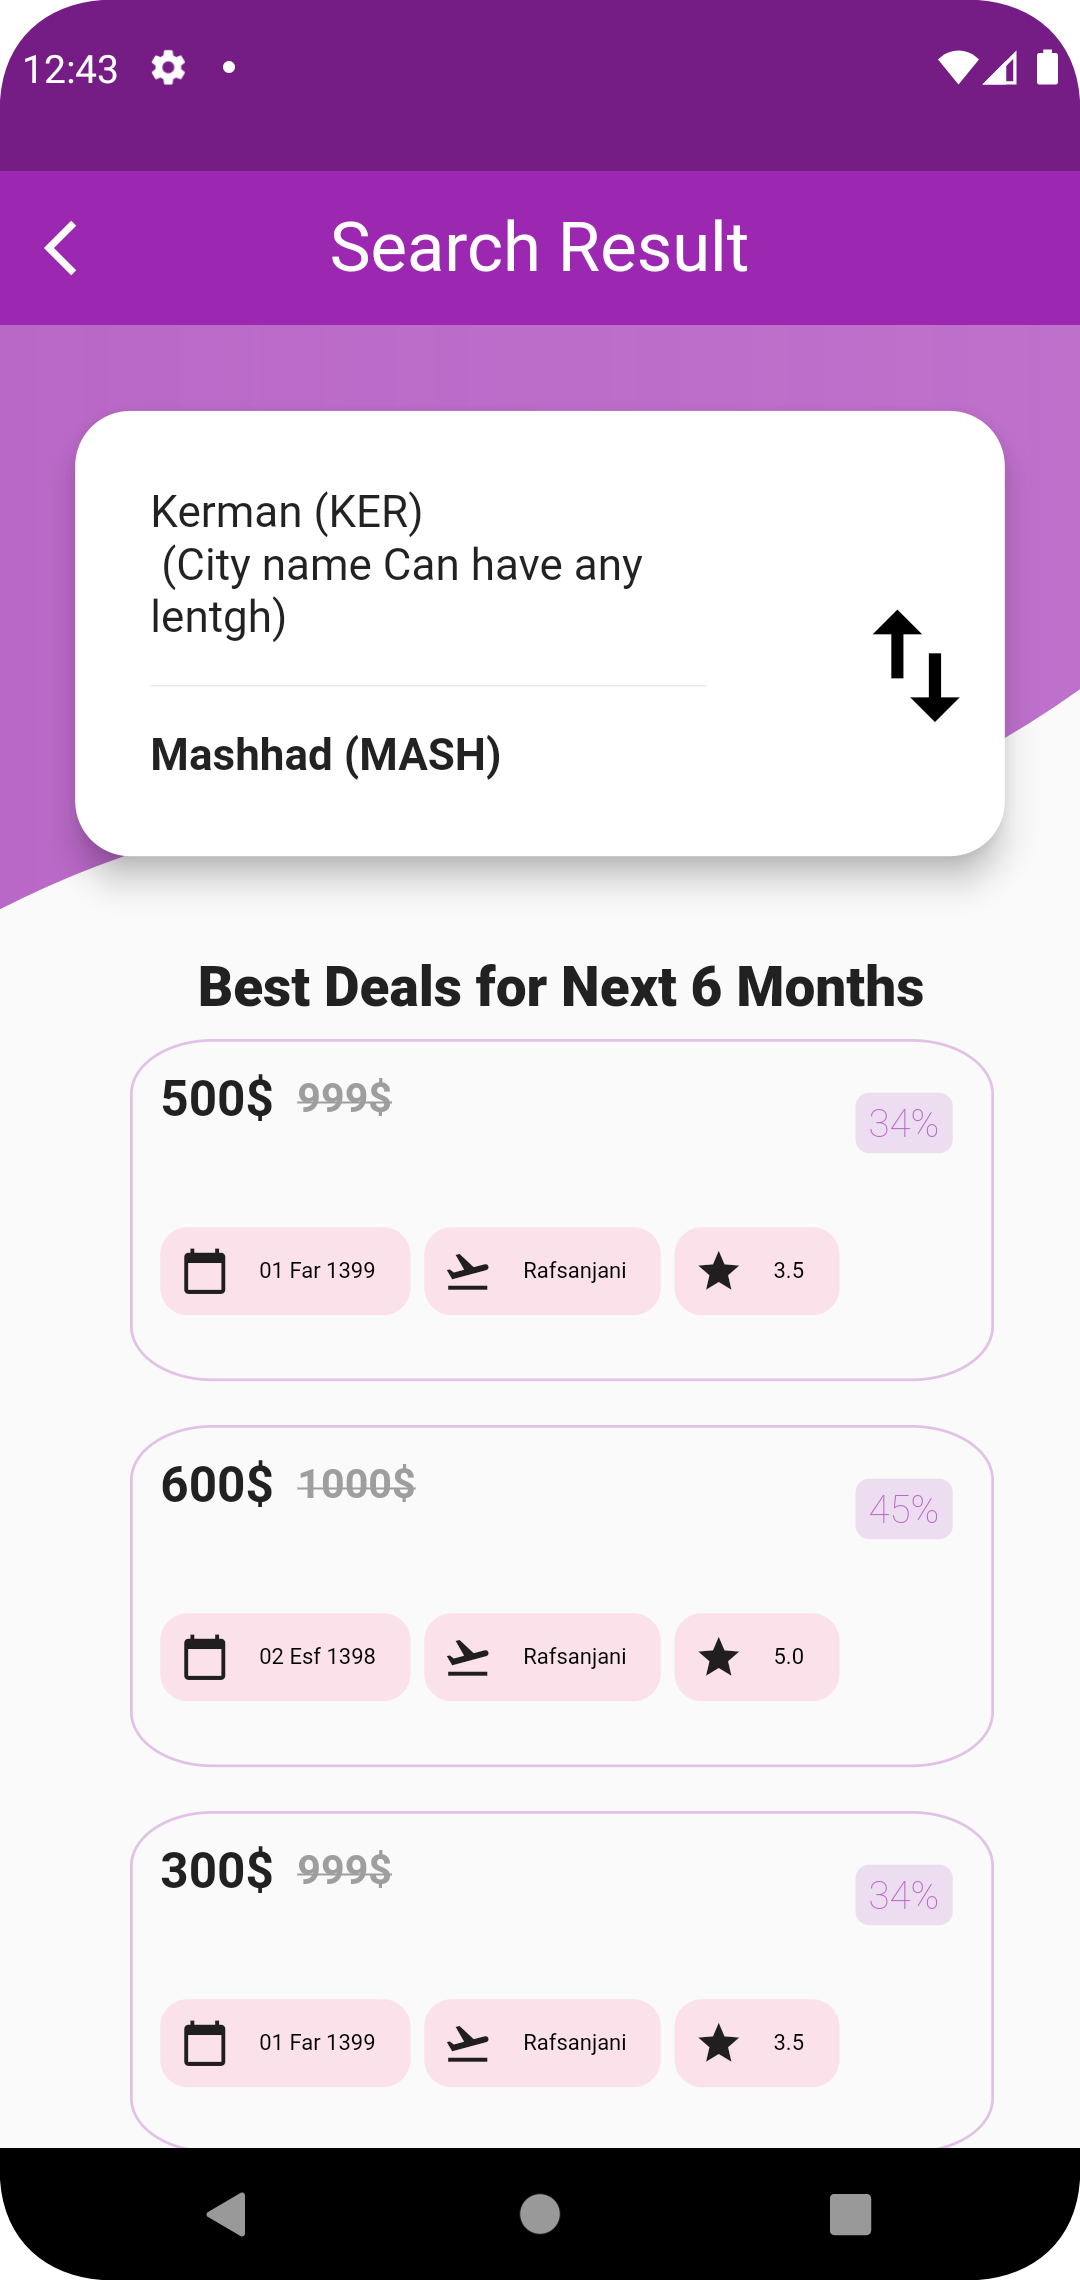 12:43
Search Result
Kerman (KER)
(City name Can have any
lentgh)
Mashhad (MASH)
Best Deals for Next 6 Months
500$ 999$
34%
01 Far 1399 Rafsanjani 3.5
600$ 1000$
45%
02 Esf 1398 Rafsanjani 5.0
300$ 999$
34%
01 Far 1399 Rafsanjani 3.5